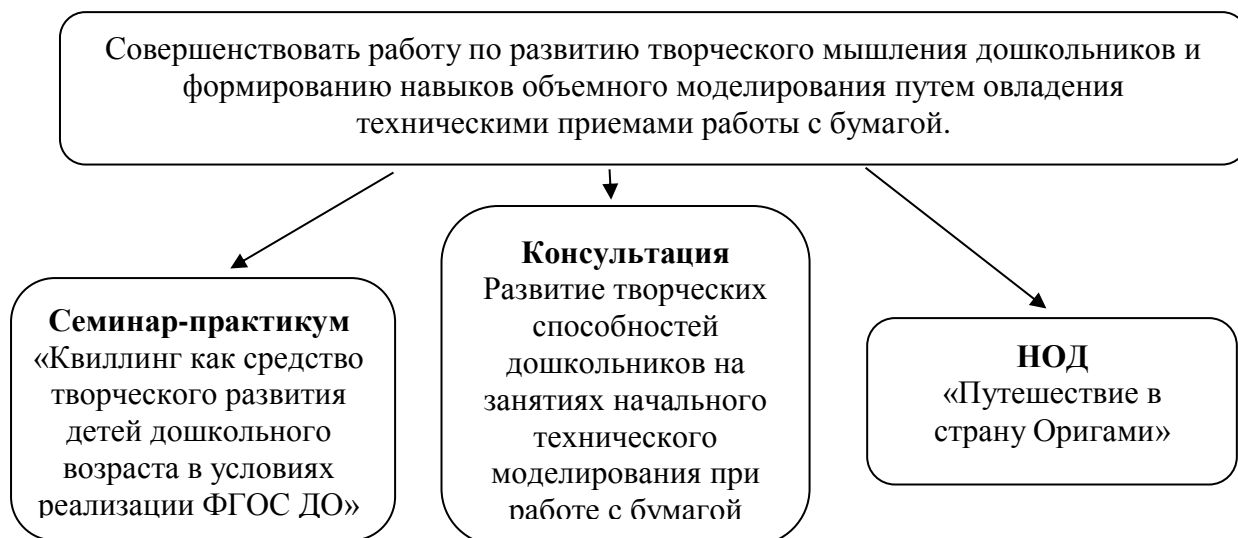 Совершенствовать работу по развитию творческого мышления дошкольников и
формированию навыков объемного моделирования путем овладения
техническими приемами работы с бумагой.
Семинар-практикум
«Квиллинг как средство
творческого развития
детей дошкольного
возраста в условиях
реализации ФГОС ДО»
Консультация
Развитие творческих
способностей
дошкольников на
занятиях начального
технического
моделирования при
работе с бумагой
НОД
«Путешествие в
страну Оригами»